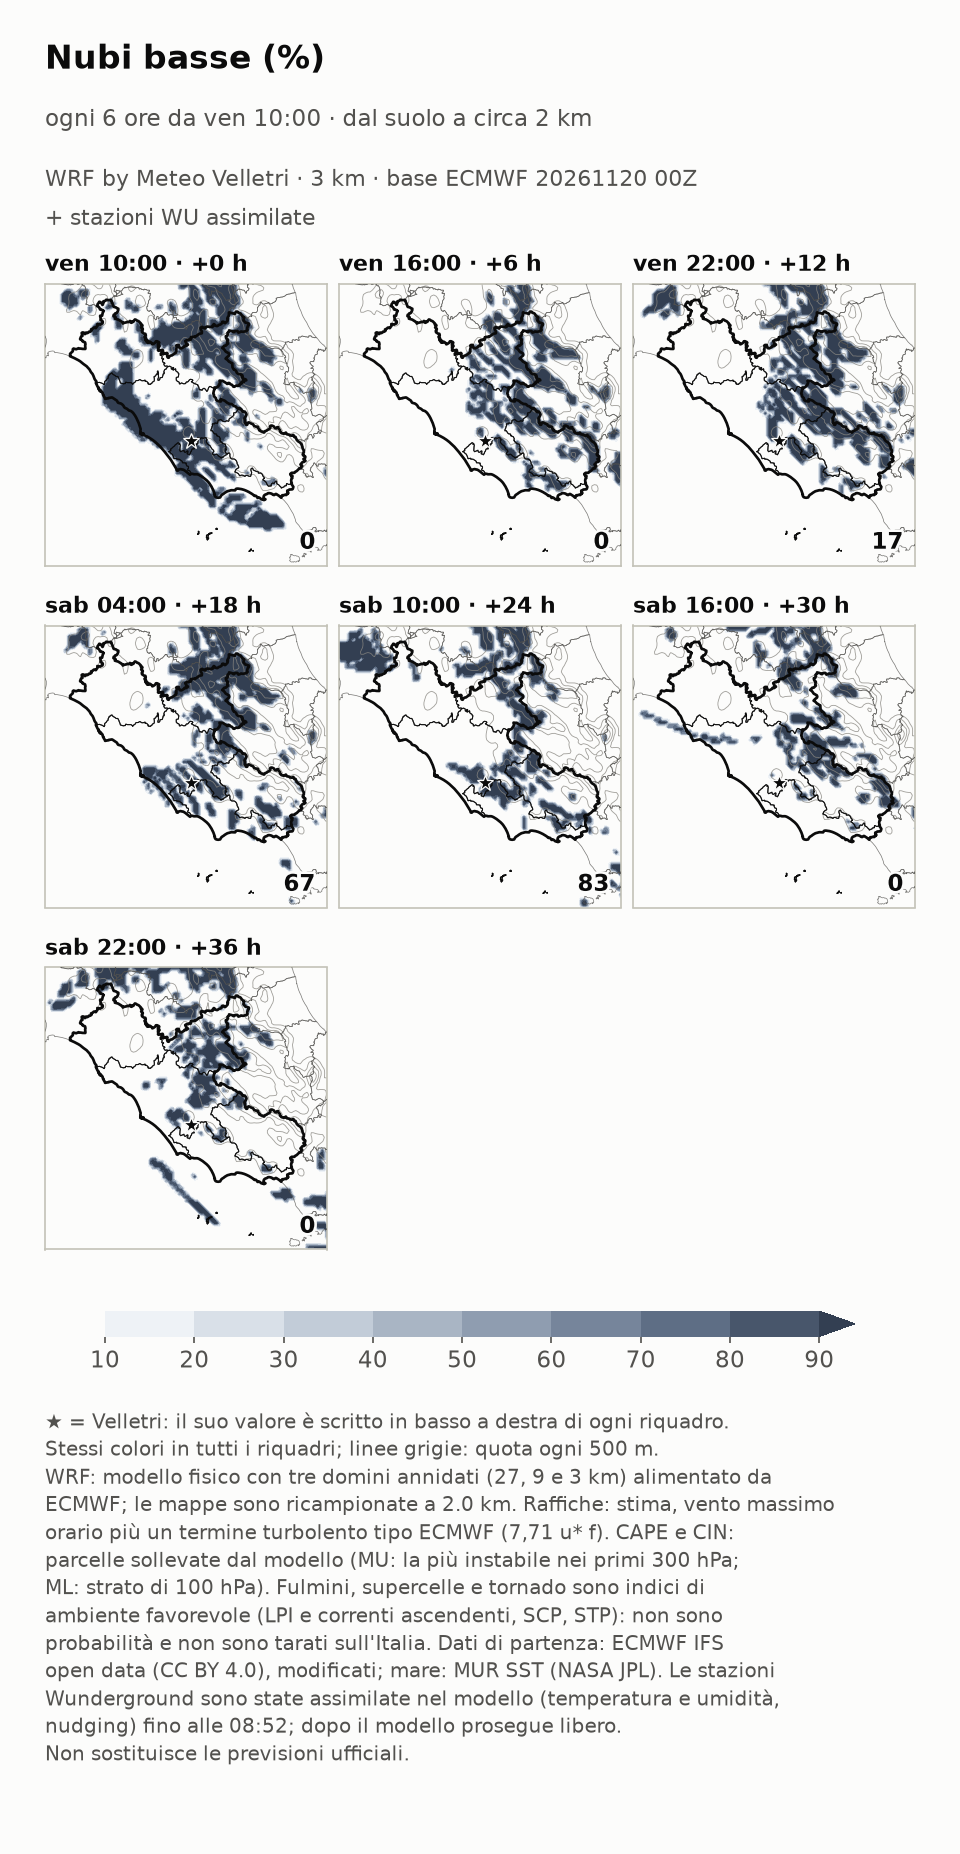 Nubi basse (%)
ogni 6 ore da ven 10:00 · dal suolo a circa 2 km
WRF by Meteo Velletri · 3 km · base ECMWF 20261120 00Z
+ stazioni WU assimilate
ven 10:00 · +0 h
0
ven 16:00 · +6 h
0
ven 22:00 · +12 h
17
sab 04:00 · +18 h
67
sab 10:00 · +24 h
83
sab 16:00 · +30 h
0
sab 22:00 · +36 h
0
10 20 30 40 50 60 70 80 90
★ = Velletri: il suo valore è scritto in basso a destra di ogni riquadro.
Stessi colori in tutti i riquadri; linee grigie: quota ogni 500 m.
WRF: modello fisico con tre domini annidati (27, 9 e 3 km) alimentato da
ECMWF; le mappe sono ricampionate a 2.0 km. Raffiche: stima, vento massimo
orario più un termine turbolento tipo ECMWF (7,71 u* f). CAPE e CIN:
parcelle sollevate dal modello (MU: la più instabile nei primi 300 hPa;
ML: strato di 100 hPa). Fulmini, supercelle e tornado sono indici di
ambiente favorevole (LPI e correnti ascendenti, SCP, STP): non sono
probabilità e non sono tarati sull'Italia. Dati di partenza: ECMWF IFS
open data (CC BY 4.0), modificati; mare: MUR SST (NASA JPL). Le stazioni
Wunderground sono state assimilate nel modello (temperatura e umidità,
nudging) fino alle 08:52; dopo il modello prosegue libero.
Non sostituisce le previsioni ufficiali.